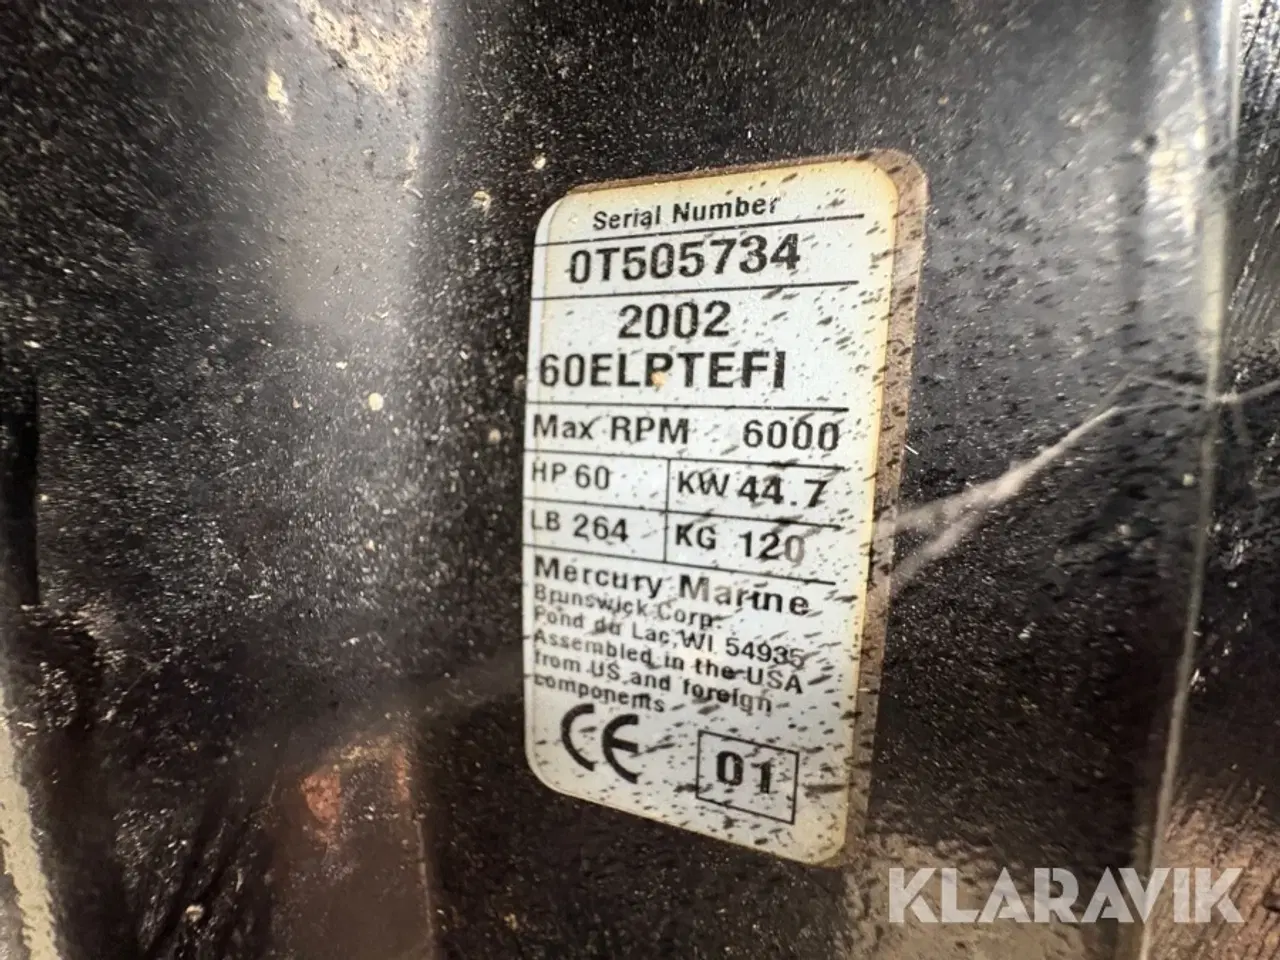 Serial Number
0T505734
2002
60ELPTEFI
Max RPM 6000
HP 60 KW 44.7
LB 264 KG 120
Mercury Marine
Brunswick Corp.
Fond du Lac, WI 54935
Assembled in the USA
from US and foreign
components
CE 01
KLARAVIK